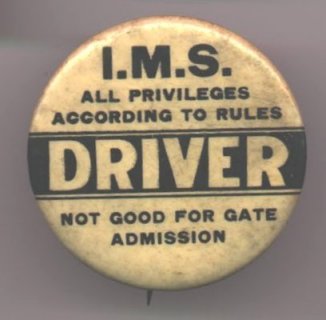 I.M.S.
ALL PRIVILEGES
ACCORDING TO RULES
DRIVER
NOT GOOD FOR GATE
ADMISSION